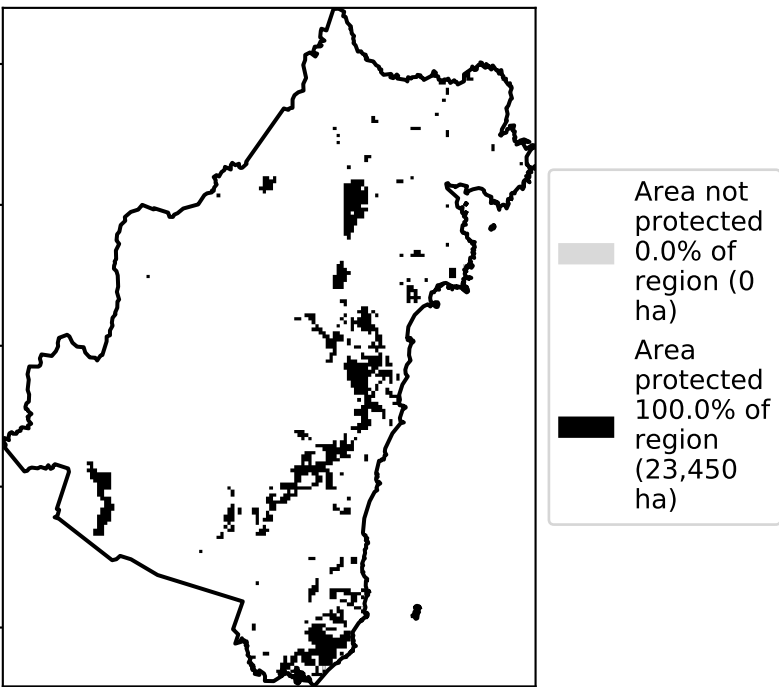 Area not
protected
0.0% of
region (0
ha)
Area
protected
100.0% of
region
(23,450
ha)